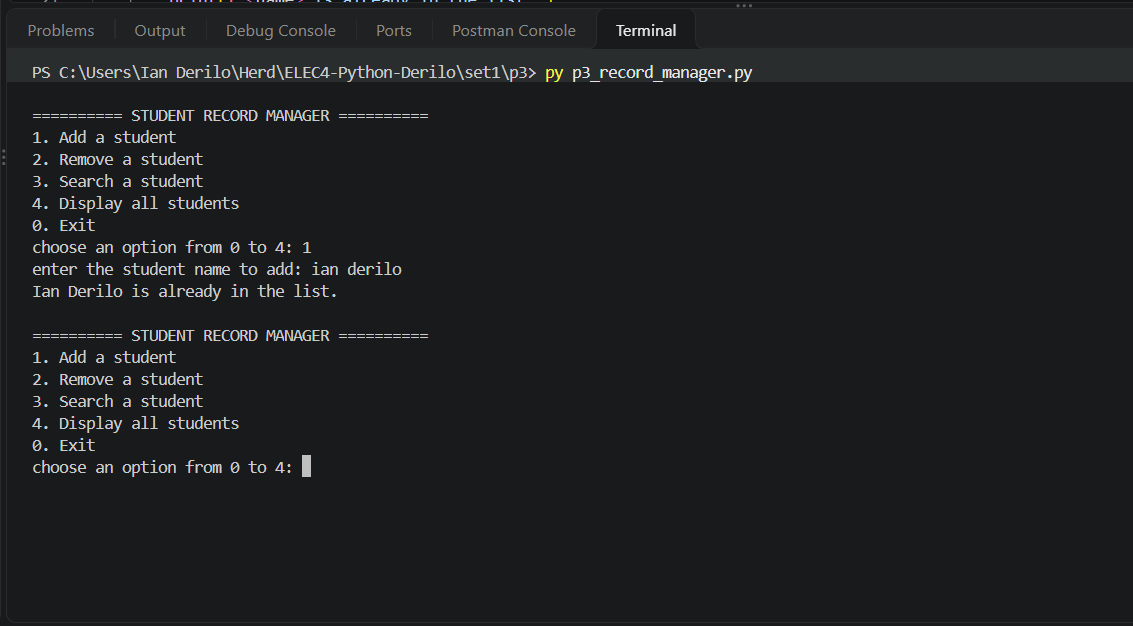 Problems Output Debug Console Ports Postman Console Terminal
PS C:\Users\Ian Derilo\Herd\ELEC4-Python-Derilo\set1\p3> py p3_record_manager.py
========== STUDENT RECORD MANAGER ==========
1. Add a student
2. Remove a student
3. Search a student
4. Display all students
0. Exit
choose an option from 0 to 4: 1
enter the student name to add: ian derilo
Ian Derilo is already in the list.
========== STUDENT RECORD MANAGER ==========
1. Add a student
2. Remove a student
3. Search a student
4. Display all students
0. Exit
choose an option from 0 to 4: